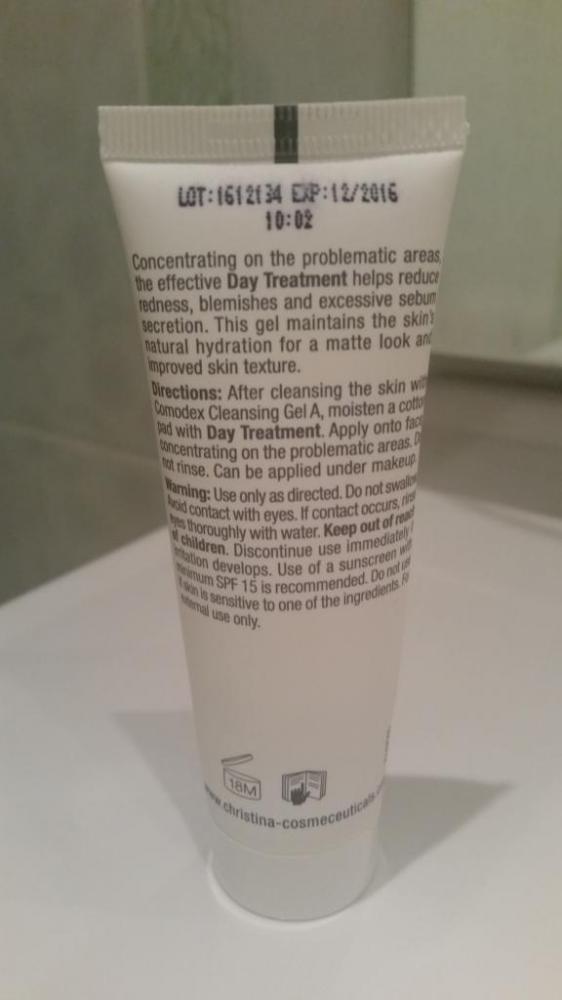 LOT:1612134 EXP:12/2016
10:02
Concentrating on the problematic areas,
the effective Day Treatment helps reduce
redness, blemishes and excessive sebum
secretion. This gel maintains the skin's
natural hydration for a matte look and
improved skin texture.
Directions: After cleansing the skin with
Comodex Cleansing Gel A, moisten a cotton
pad with Day Treatment. Apply onto face
concentrating on the problematic areas. Do
not rinse. Can be applied under makeup.
Warning: Use only as directed. Do not swallow
Avoid contact with eyes. If contact occurs, rinse
eyes thoroughly with water. Keep out of reach
of children. Discontinue use immediately if
irritation develops. Use of a sunscreen with
minimum SPF 15 is recommended. Do not use
if skin is sensitive to one of the ingredients. For
external use only.
18M
www.christina-cosmeceuticals.